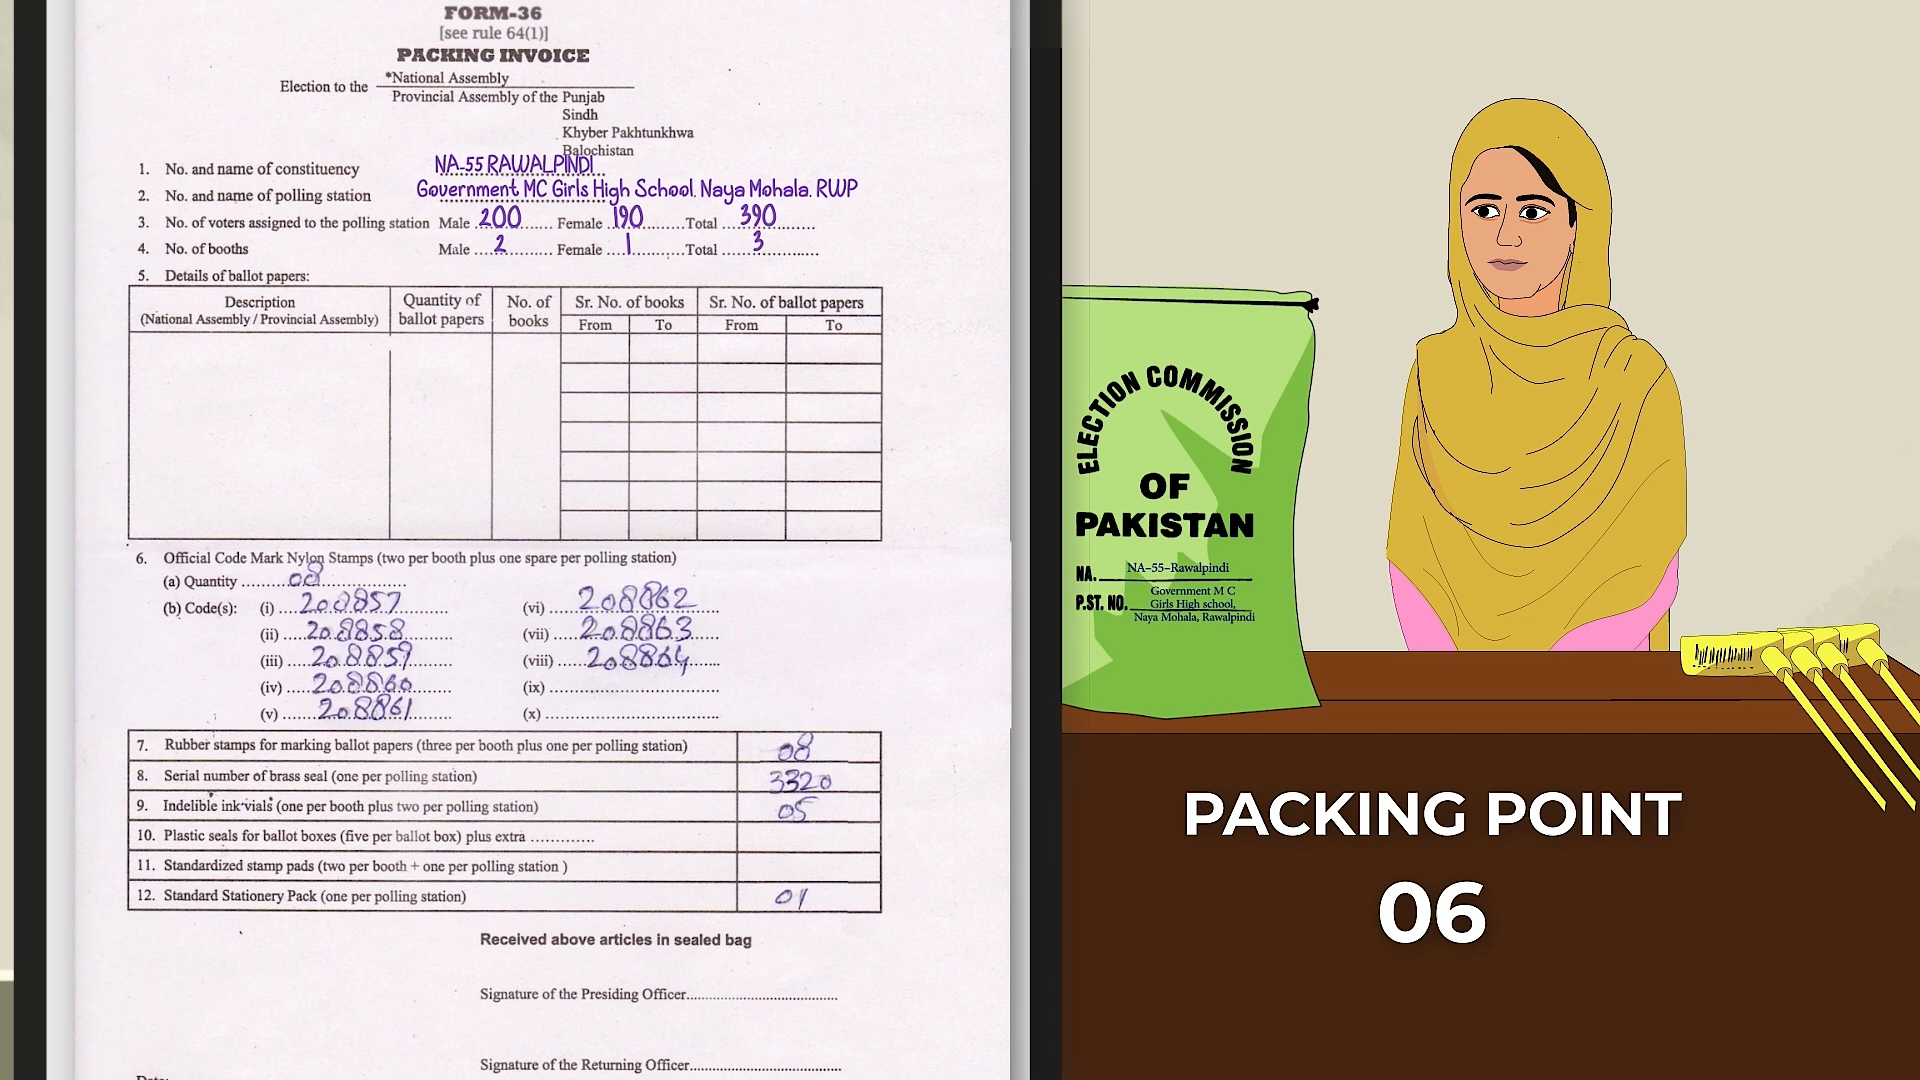 FORM-36
[see rule 64(1)]
PACKING INVOICE
Election to the *National Assembly
Provincial Assembly of the Punjab
Sindh
Khyber Pakhtunkhwa
Balochistan
1. No. and name of constituency NA-55 RAWALPINDI
2. No. and name of polling station Government MC Girls High School. Naya Mohala. RWP
3. No. of voters assigned to the polling station Male 200 Female 190 Total 390
4. No. of booths Male 2 Female 1 Total 3
5. Details of ballot papers:
Description Quantity of No. of Sr. No. of books Sr. No. of ballot papers
(National Assembly / Provincial Assembly) ballot papers books From To From To
6. Official Code Mark Nylon Stamps (two per booth plus one spare per polling station)
(a) Quantity 08
(b) Code(s): (i) 208857 (vi) 208862
(ii) 208858 (vii) 208863
(iii) 208859 (viii) 208864
(iv) 208860 (ix)
(v) 208861 (x)
7. Rubber stamps for marking ballot papers (three per booth plus one per polling station) 08
8. Serial number of brass seal (one per polling station) 3320
9. Indelible ink vials (one per booth plus two per polling station) 05
10. Plastic seals for ballot boxes (five per ballot box) plus extra ............
11. Standardized stamp pads (two per booth + one per polling station )
12. Standard Stationery Pack (one per polling station) 01
Received above articles in sealed bag
Signature of the Presiding Officer
Signature of the Returning Officer
ELECTION COMMISSION
OF
PAKISTAN
NA. NA-55-Rawalpindi
P.ST. NO. Government M C
Girls High school,
Naya Mohala, Rawalpindi
PACKING POINT
06